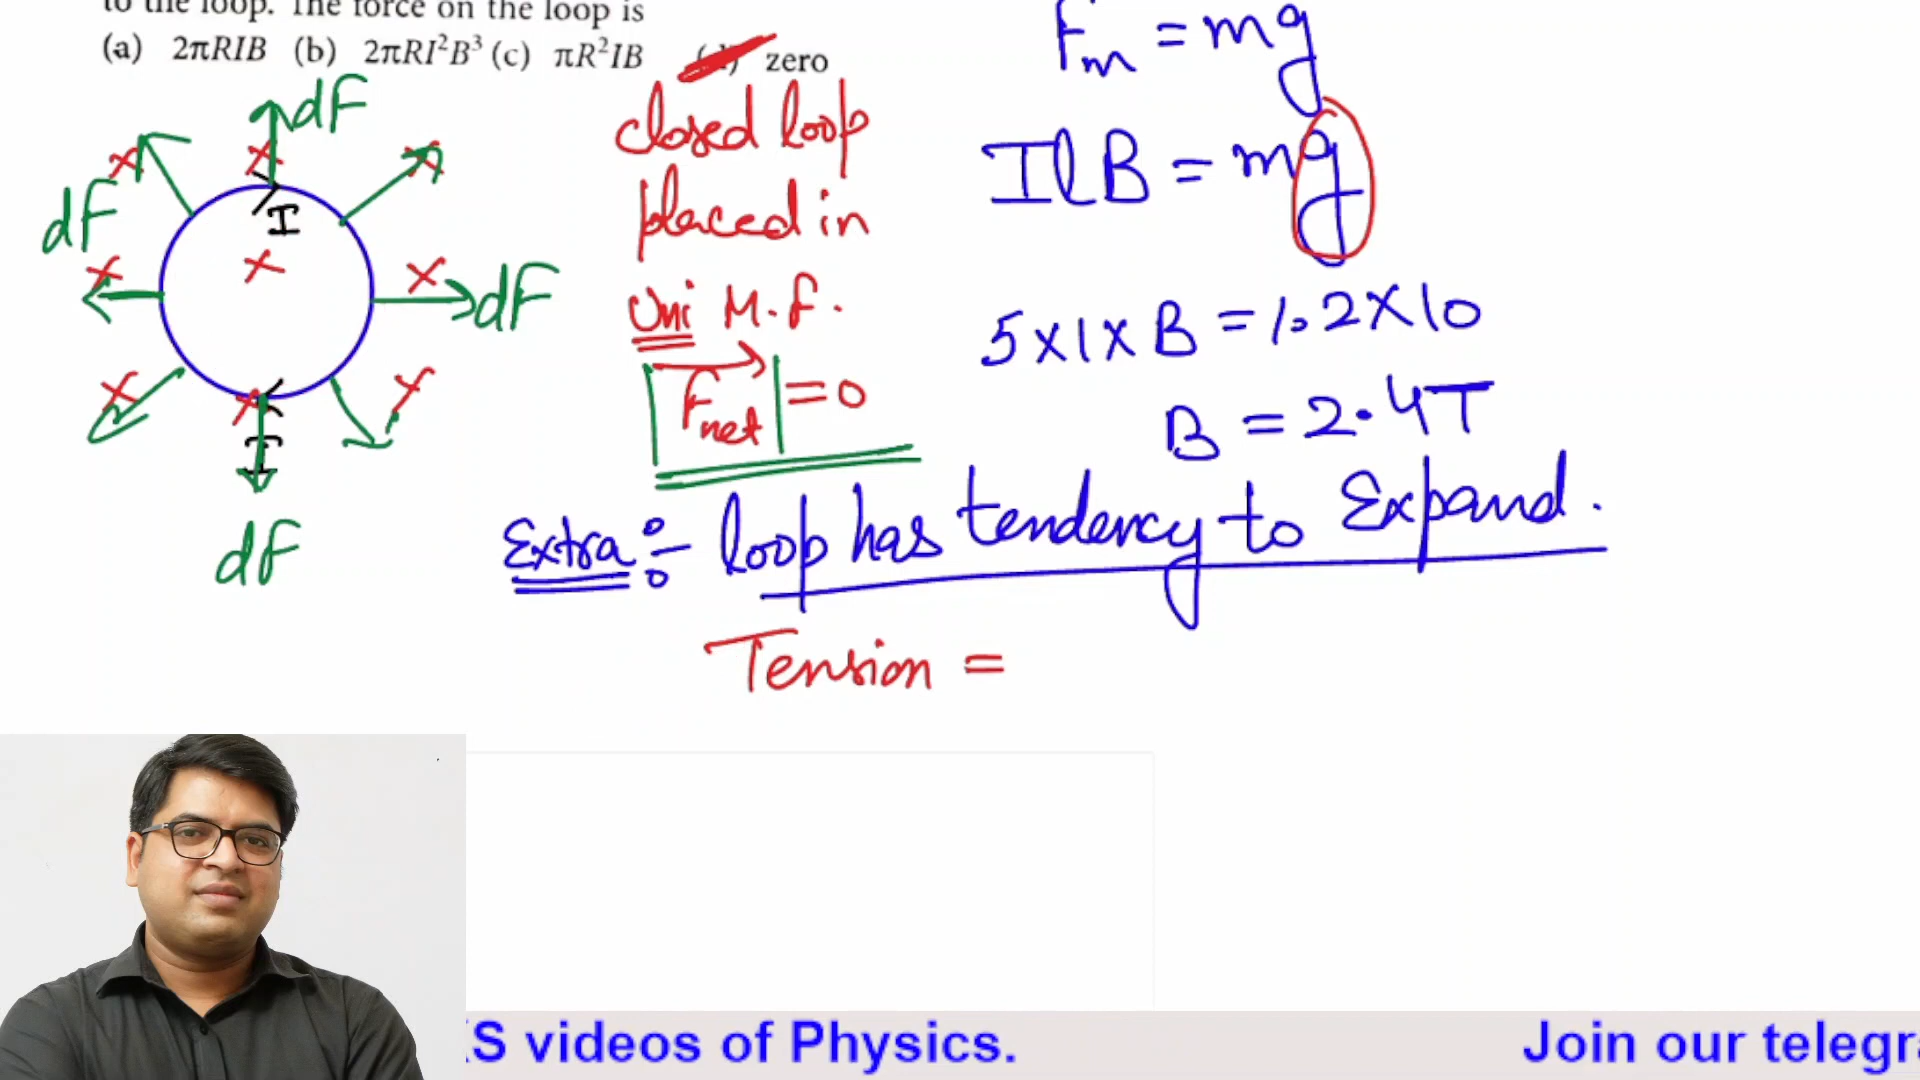 to the loop. The force on the loop is
(a) 2πRIB (b) 2πRI²B³ (c) πR²IB (d) zero
dF
dF
dF
dF
I
I
closed loop
placed in
Uni M.f.
Fnet = 0
Fm = mg
IlB = mg
5×1×B = 1.2×10
B = 2.4T
Extra :- loop has tendency to Expand.
Tension =
KS videos of Physics.
Join our telegr